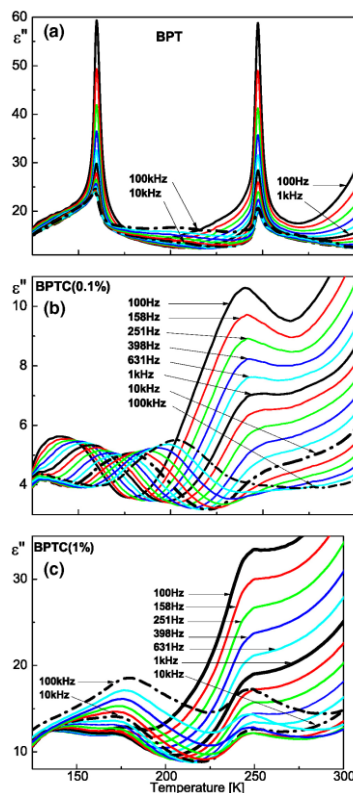 60
ε"
(a)
BPT
50
40
30
20
100kHz
10kHz
100Hz
1kHz
ε"
BPTC(0.1%)
10
(b)
100Hz
158Hz
251Hz
398Hz
631Hz
1kHz
10kHz
100kHz
8
6
4
ε"
BPTC(1%)
(c)
30
20
10
100Hz
158Hz
251Hz
398Hz
631Hz
1kHz
10kHz
100kHz
10kHz
150 200 250 300
Temperature [K]